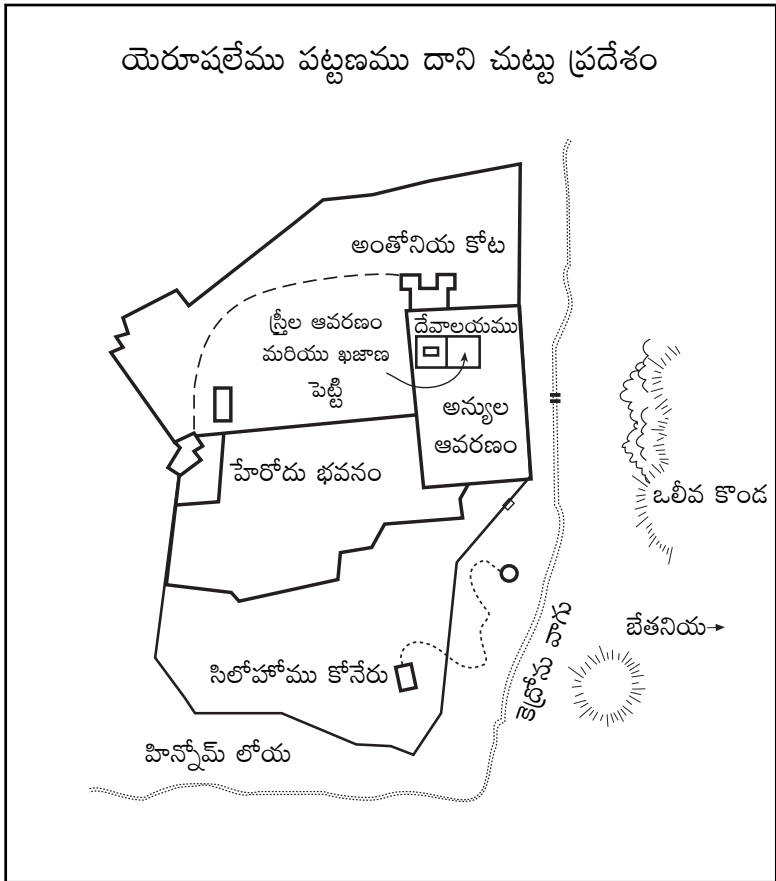 యెరూషలేము పట్టణము దాని చుట్టు ప్రదేశం
అంతోనియ కోట
స్త్రీల ఆవరణం
మరియు ఖజాణ
పెట్టి
దేవాలయము
అన్యుల
ఆవరణం
హేరోదు భవనం
ఒలీవ కొండ
బేతనియ
కెద్రోను వాగు
సిలోహోము కోనేరు
హిన్నోమ్ లోయ